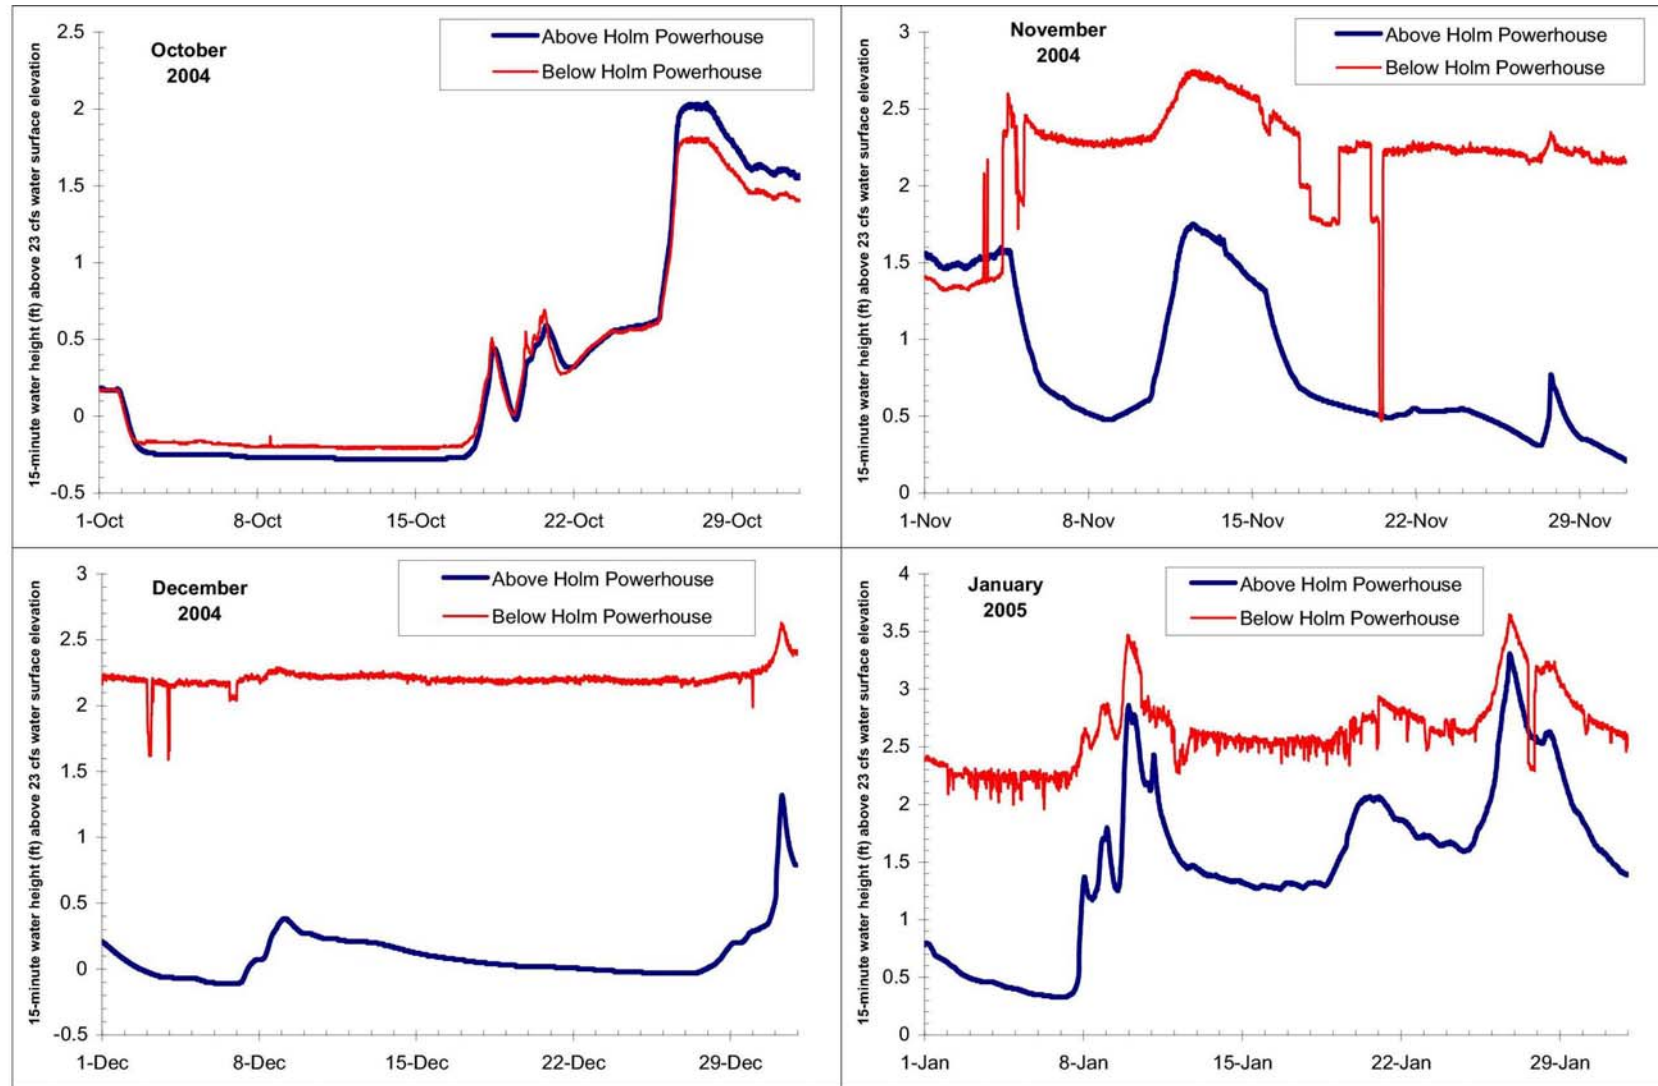 15-minute water height (ft) above 23 cfs water surface elevation
October
2004
Above Holm Powerhouse
Below Holm Powerhouse
2.5
2
1.5
1
0.5
0
-0.5
1-Oct
8-Oct
15-Oct
22-Oct
29-Oct
15-minute water height (ft) above 23 cfs water surface elevation
November
2004
Above Holm Powerhouse
Below Holm Powerhouse
3
2.5
2
1.5
1
0.5
0
1-Nov
8-Nov
15-Nov
22-Nov
29-Nov
15-minute water height (ft) above 23 cfs water surface elevation
December
2004
Above Holm Powerhouse
Below Holm Powerhouse
3
2.5
2
1.5
1
0.5
0
-0.5
1-Dec
8-Dec
15-Dec
22-Dec
29-Dec
15-minute water height (ft) above 23 cfs water surface elevation
January
2005
Above Holm Powerhouse
Below Holm Powerhouse
4
3.5
3
2.5
2
1.5
1
0.5
0
1-Jan
8-Jan
15-Jan
22-Jan
29-Jan